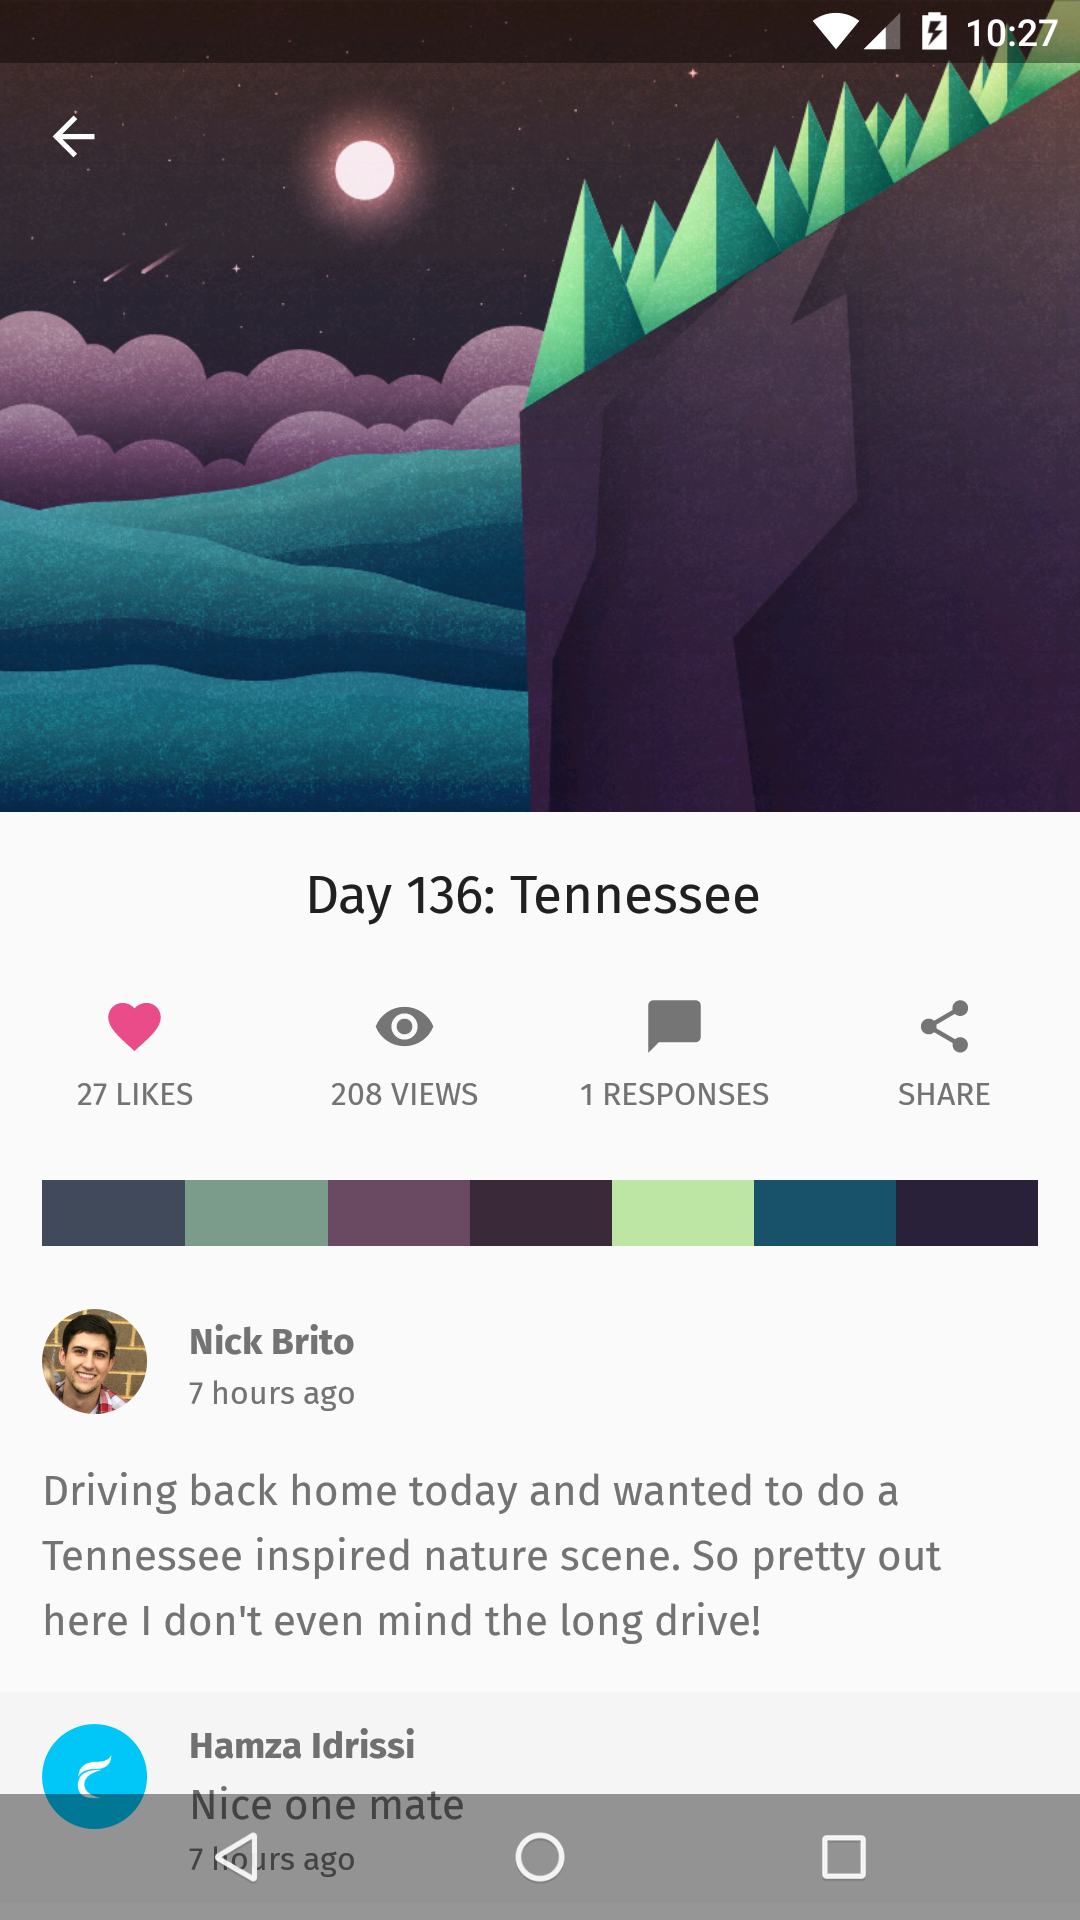 10:27
Day 136: Tennessee
27 LIKES
208 VIEWS
1 RESPONSES
SHARE
Nick Brito
7 hours ago
Driving back home today and wanted to do a
Tennessee inspired nature scene. So pretty out
here I don't even mind the long drive!
Hamza Idrissi
Nice one mate
7 hours ago